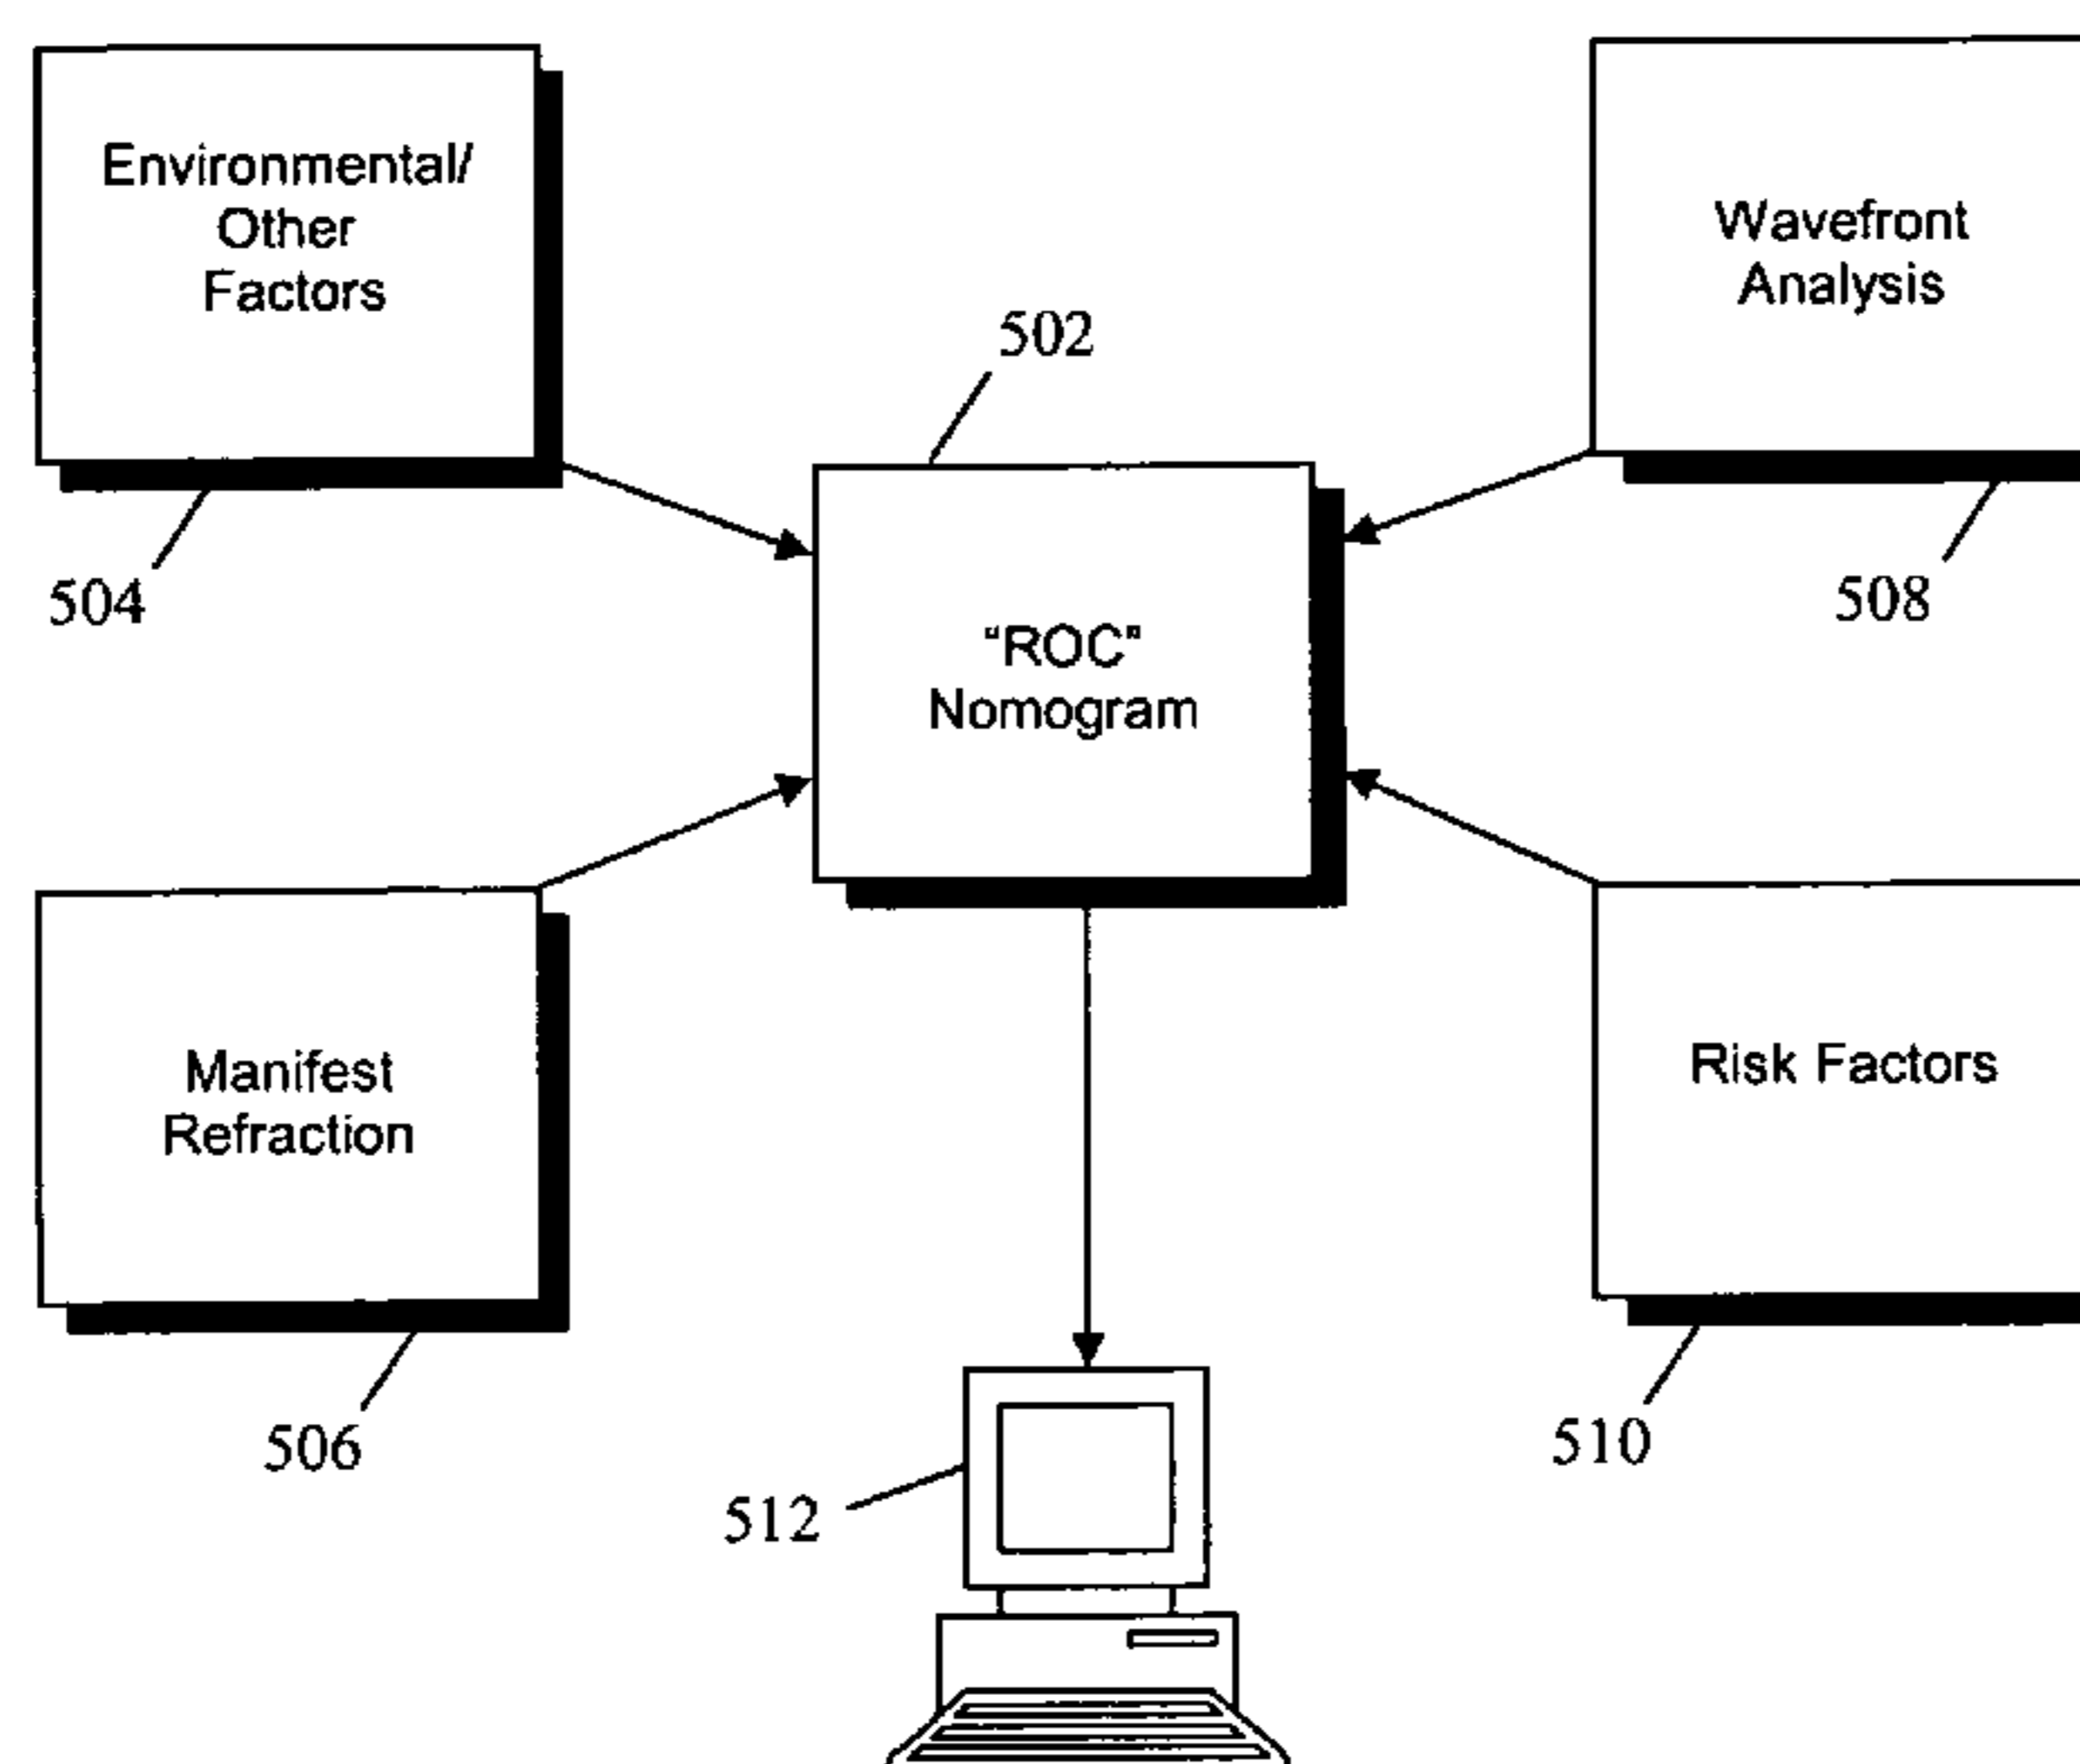 Environmental/
Other
Factors
504
Wavefront
Analysis
508
502
"ROC"
Nomogram
Manifest
Refraction
506
Risk Factors
510
512